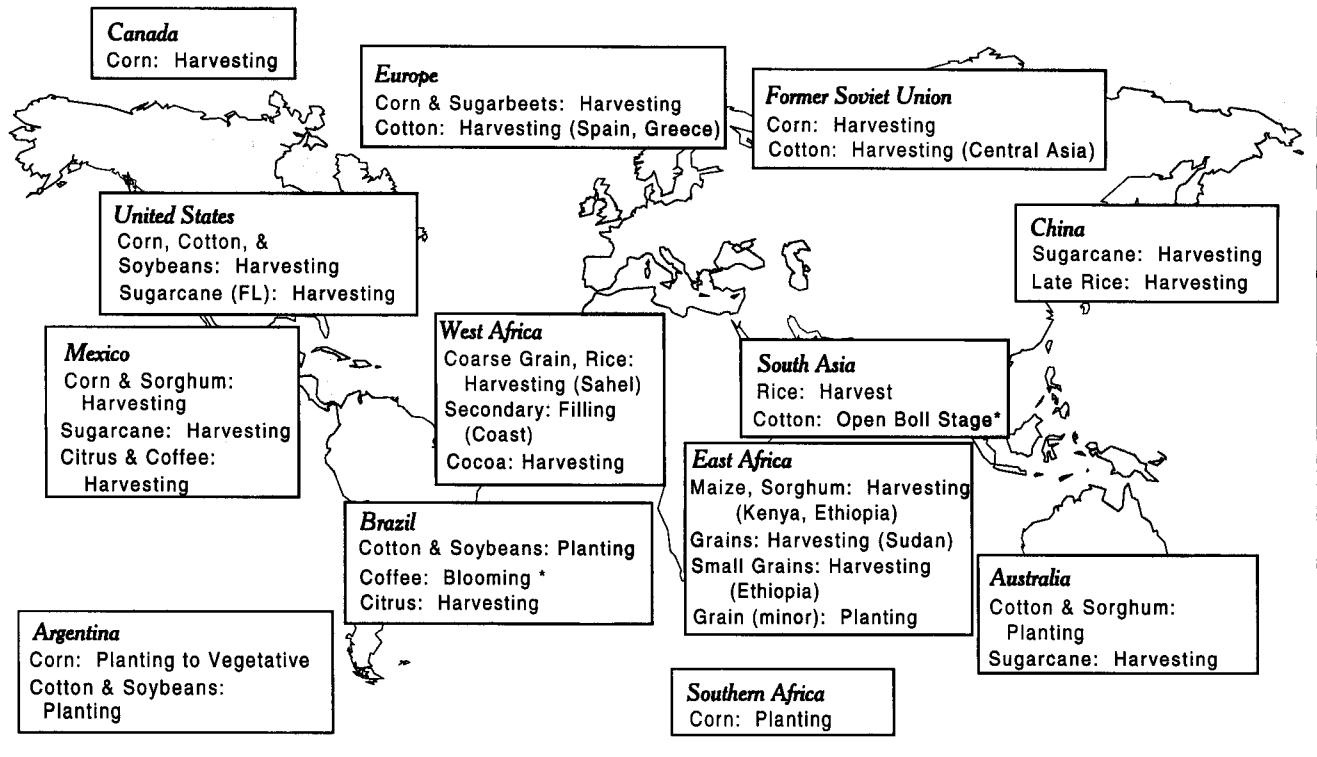 Canada
Corn: Harvesting
Europe
Corn & Sugarbeets: Harvesting
Cotton: Harvesting (Spain, Greece)
Former Soviet Union
Corn: Harvesting
Cotton: Harvesting (Central Asia)
United States
Corn, Cotton, &
Soybeans: Harvesting
Sugarcane (FL): Harvesting
China
Sugarcane: Harvesting
Late Rice: Harvesting
Mexico
Corn & Sorghum:
Harvesting
Sugarcane: Harvesting
Citrus & Coffee:
Harvesting
West Africa
Coarse Grain, Rice:
Harvesting (Sahel)
Secondary: Filling
(Coast)
Cocoa: Harvesting
South Asia
Rice: Harvest
Cotton: Open Boll Stage*
East Africa
Maize, Sorghum: Harvesting
(Kenya, Ethiopia)
Grains: Harvesting (Sudan)
Small Grains: Harvesting
(Ethiopia)
Grain (minor): Planting
Brazil
Cotton & Soybeans: Planting
Coffee: Blooming *
Citrus: Harvesting
Australia
Cotton & Sorghum:
Planting
Sugarcane: Harvesting
Argentina
Corn: Planting to Vegetative
Cotton & Soybeans:
Planting
Southern Africa
Corn: Planting